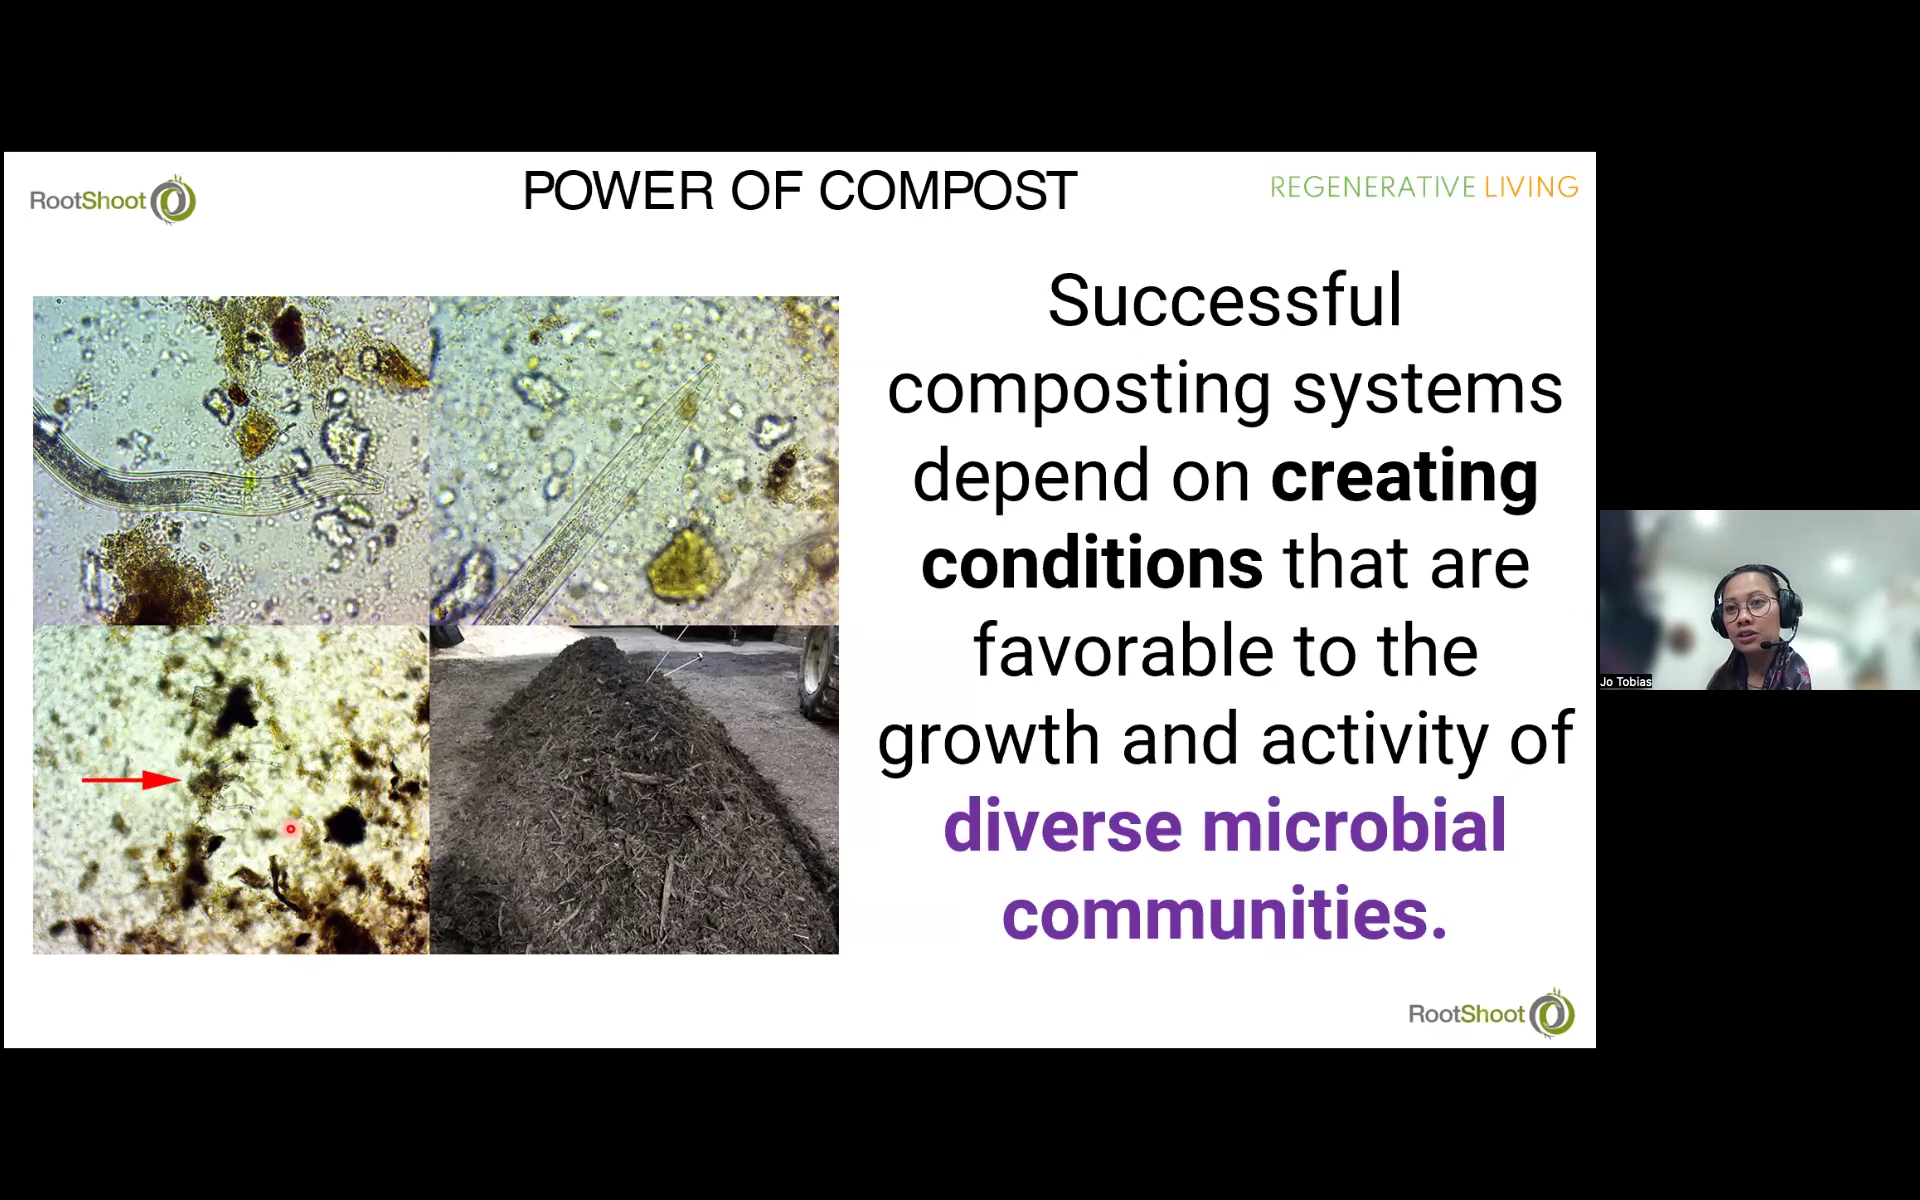 RootShoot
POWER OF COMPOST
REGENERATIVE LIVING
Successful
composting systems
depend on creating
conditions that are
favorable to the
growth and activity of
diverse microbial
communities.
Jo Tobias
RootShoot